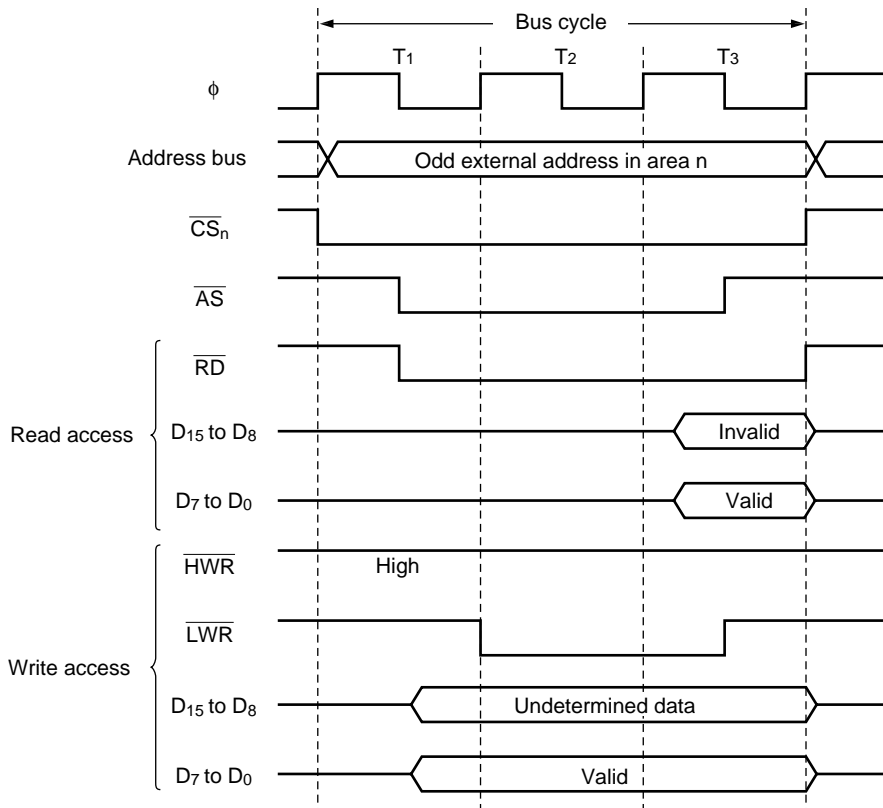 Bus cycle
T1 T2 T3
ϕ
Address bus
Odd external address in area n
CSn
AS
RD
Read access
D15 to D8
Invalid
D7 to D0
Valid
HWR
High
LWR
Write access
D15 to D8
Undetermined data
D7 to D0
Valid